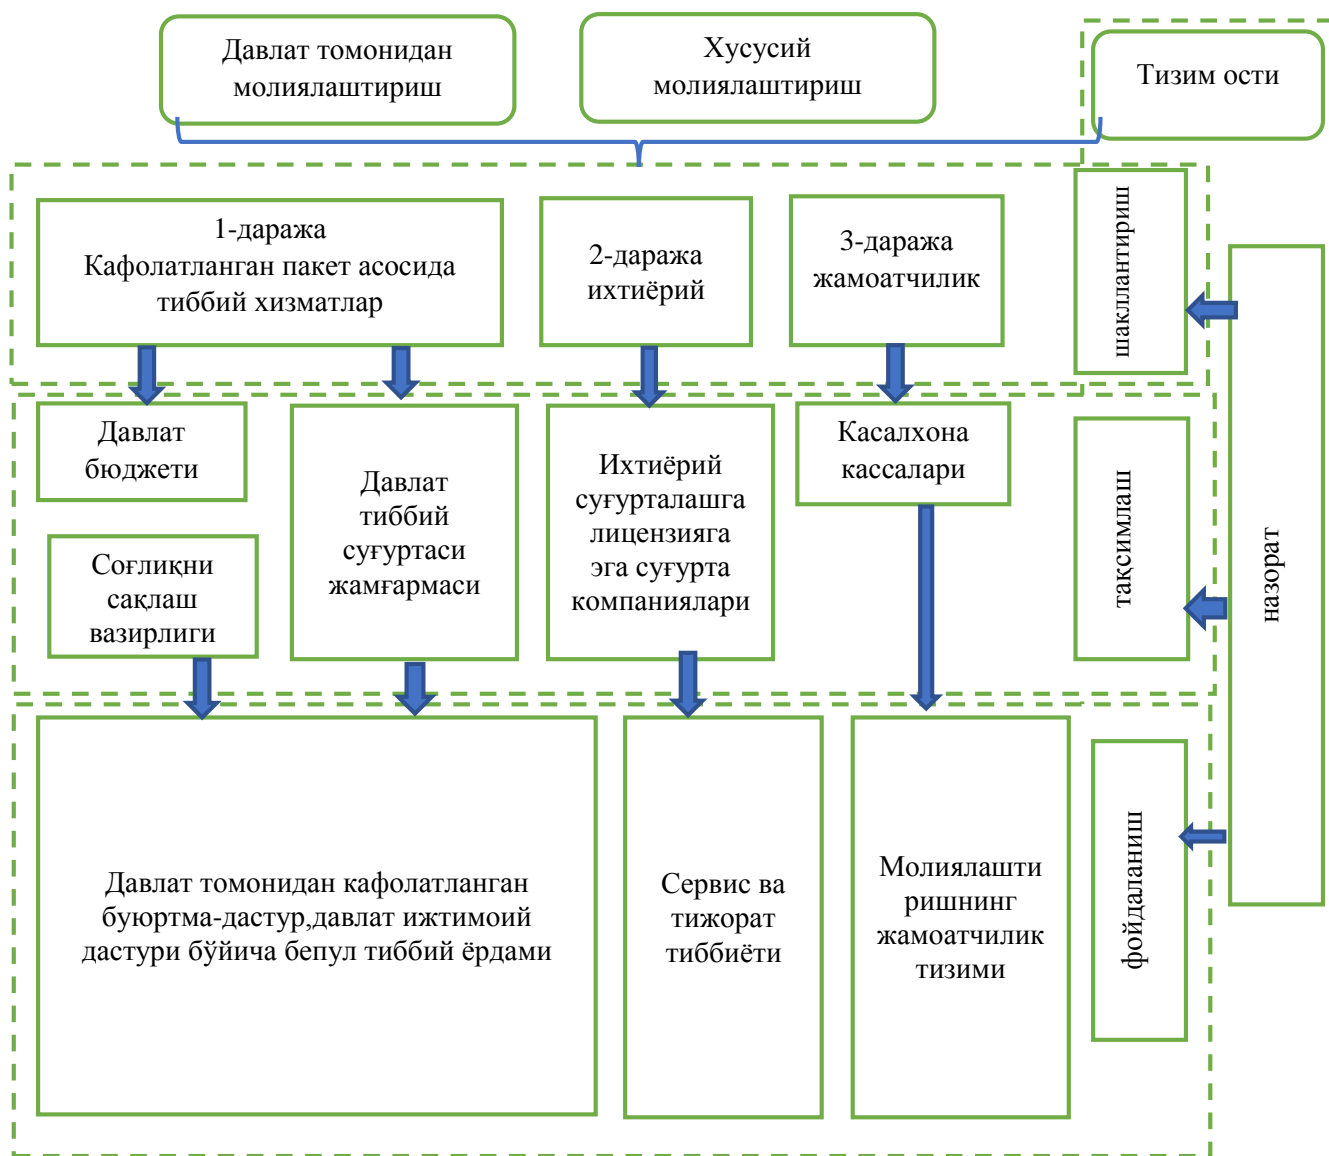 Давлат томонидан
молиялаштириш
Хусусий
молиялаштириш
Тизим ости
1-даража
Кафолатланган пакет асосида
тиббий хизматлар
2-даража
ихтиёрий
3-даража
жамоатчилик
шакллантириш
Давлат
бюджети
Давлат
тиббий
суғуртаси
жамғармаси
Ихтиёрий
суғурталашга
лицензияга
эга суғурта
компаниялари
Касалхона
кассалари
тақсимлаш
назорат
Соғлиқни
сақлаш
вазирлиги
Давлат томонидан кафолатланган
буюртма-дастур,давлат ижтимоий
дастури бўйича бепул тиббий ёрдами
Сервис ва
тижорат
тиббиёти
Молиялашти
ришнинг
жамоатчилик
тизими
фойдаланиш